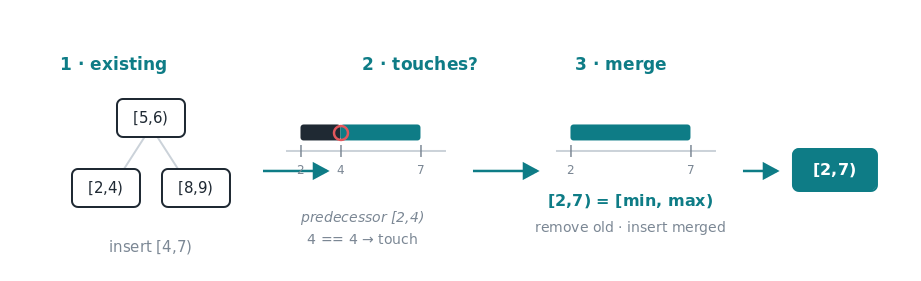 1 · existing
[5,6)
[2,4)
[8,9)
insert [4,7)
2 · touches?
2
4
7
predecessor [2,4)
4 == 4 → touch
3 · merge
2
7
[2,7) = [min, max)
remove old · insert merged
[2,7)